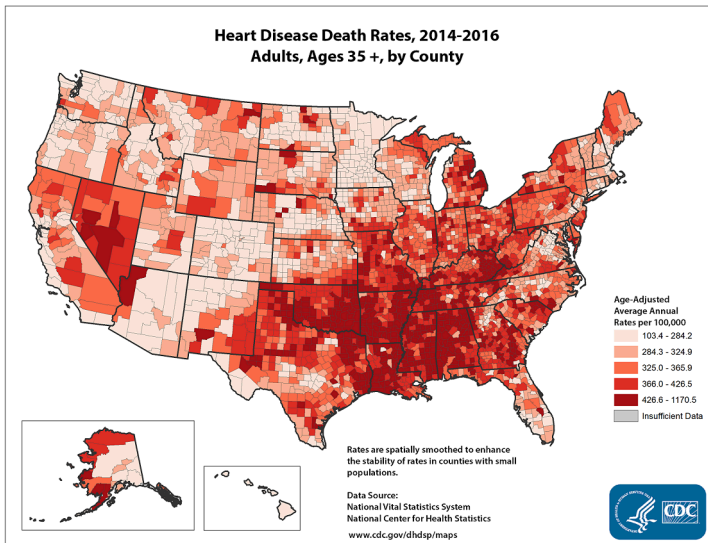 Heart Disease Death Rates, 2014-2016
Adults, Ages 35 +, by County
Age-Adjusted
Average Annual
Rates per 100,000
103.4 - 284.2
284.3 - 324.9
325.0 - 365.9
366.0 - 426.5
426.6 - 1170.5
Insufficient Data
Rates are spatially smoothed to enhance
the stability of rates in counties with small
populations.
Data Source:
National Vital Statistics System
National Center for Health Statistics
www.cdc.gov/dhdsp/maps
CDC